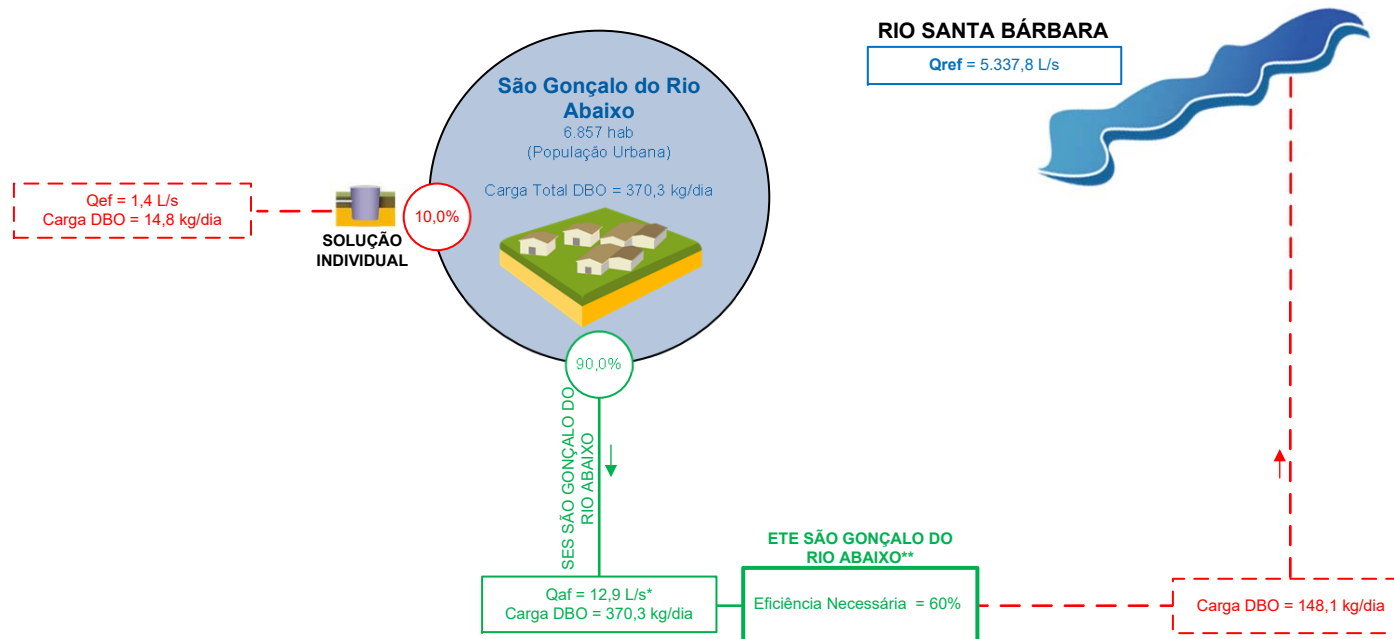 RIO SANTA BÁRBARA
Qref = 5.337,8 L/s
São Gonçalo do Rio
Abaixo
6.857 hab
(População Urbana)
Carga Total DBO = 370,3 kg/dia
Qef = 1,4 L/s
Carga DBO = 14,8 kg/dia
10,0%
SOLUÇÃO
INDIVIDUAL
90,0%
SES SÃO GONÇALO DO
RIO ABAIXO
ETE SÃO GONÇALO DO
RIO ABAIXO**
Qaf = 12,9 L/s*
Carga DBO = 370,3 kg/dia
Eficiência Necessária = 60%
Carga DBO = 148,1 kg/dia